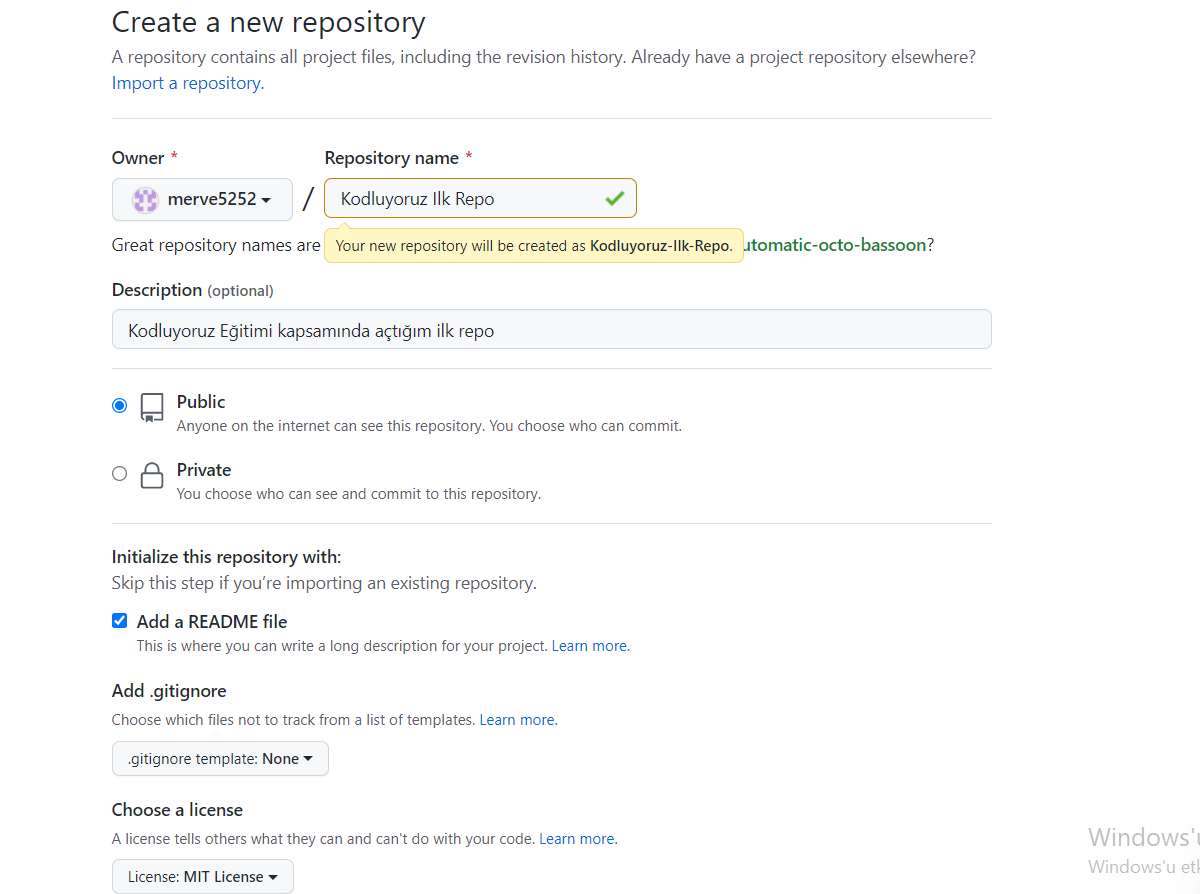 Create a new repository
A repository contains all project files, including the revision history. Already have a project repository elsewhere?
Import a repository.
Owner * Repository name *
merve5252 / Kodluyoruz Ilk Repo
Great repository names are utomatic-octo-bassoon?
Your new repository will be created as Kodluyoruz-Ilk-Repo.
Description (optional)
Kodluyoruz Eğitimi kapsamında açtığım ilk repo
Public
Anyone on the internet can see this repository. You choose who can commit.
Private
You choose who can see and commit to this repository.
Initialize this repository with:
Skip this step if you’re importing an existing repository.
Add a README file
This is where you can write a long description for your project. Learn more.
Add .gitignore
Choose which files not to track from a list of templates. Learn more.
.gitignore template: None
Choose a license
A license tells others what they can and can't do with your code. Learn more.
License: MIT License
Windows'u
Windows'u etk